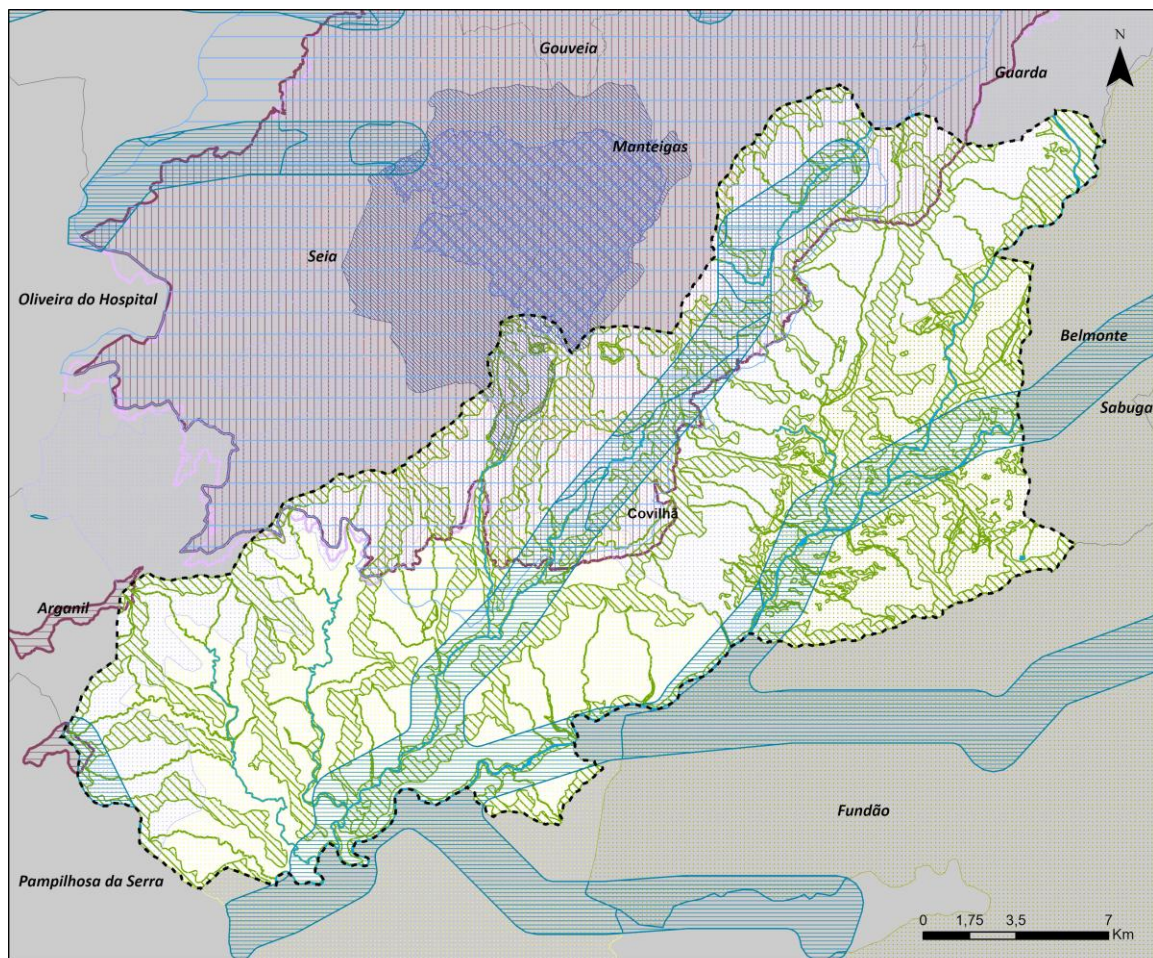 Gouveia
N
Guarda
Manteigas
Seia
Oliveira do Hospital
Belmonte
Sabuga
Covilhã
Arganil
Fundão
Pampilhosa da Serra
0 1,75 3,5 7
Km